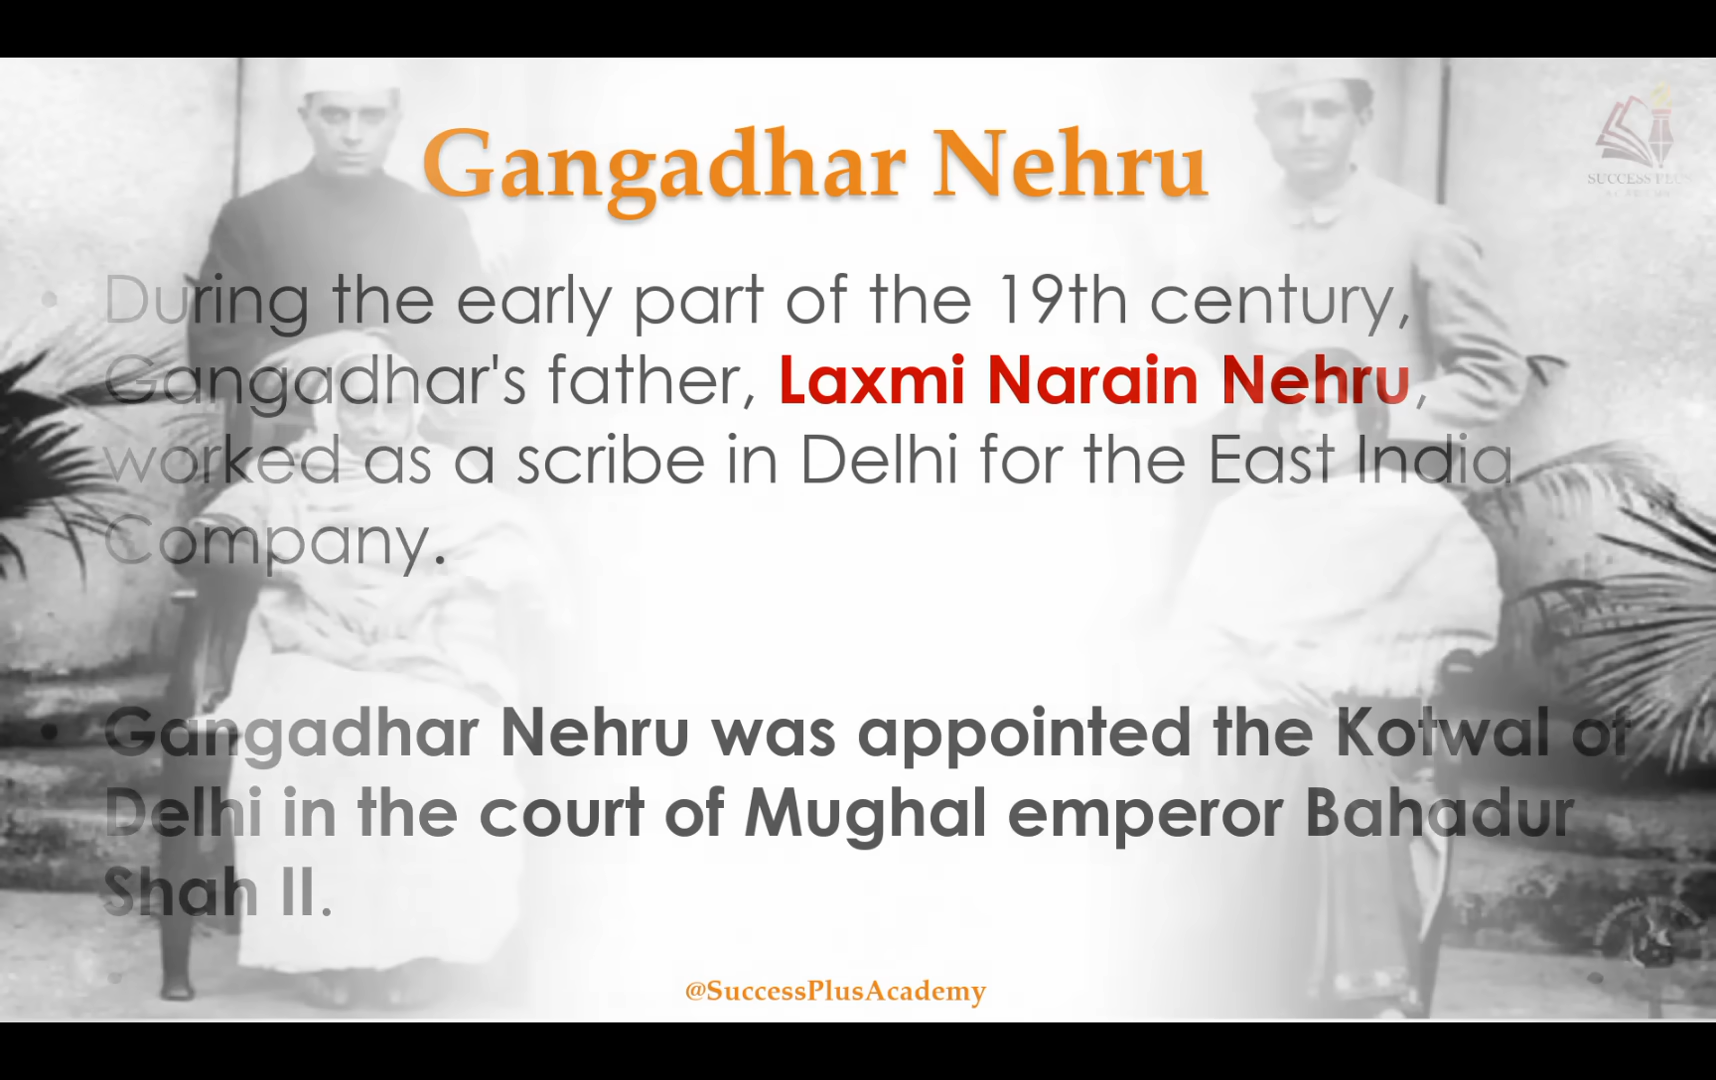 SUCCESS PLUS
Gangadhar Nehru
• During the early part of the 19th century,
Gangadhar's father, Laxmi Narain Nehru,
worked as a scribe in Delhi for the East India
Company.
• Gangadhar Nehru was appointed the Kotwal of
Delhi in the court of Mughal emperor Bahadur
Shah II.
@SuccessPlusAcademy